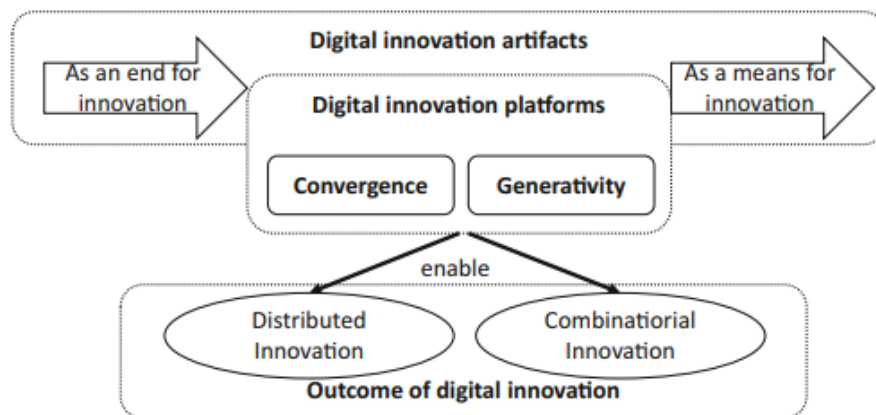 Digital innovation artifacts
As an end for
innovation
As a means for
innovation
Digital innovation platforms
Convergence
Generativity
enable
Distributed
Innovation
Combinatiorial
Innovation
Outcome of digital innovation